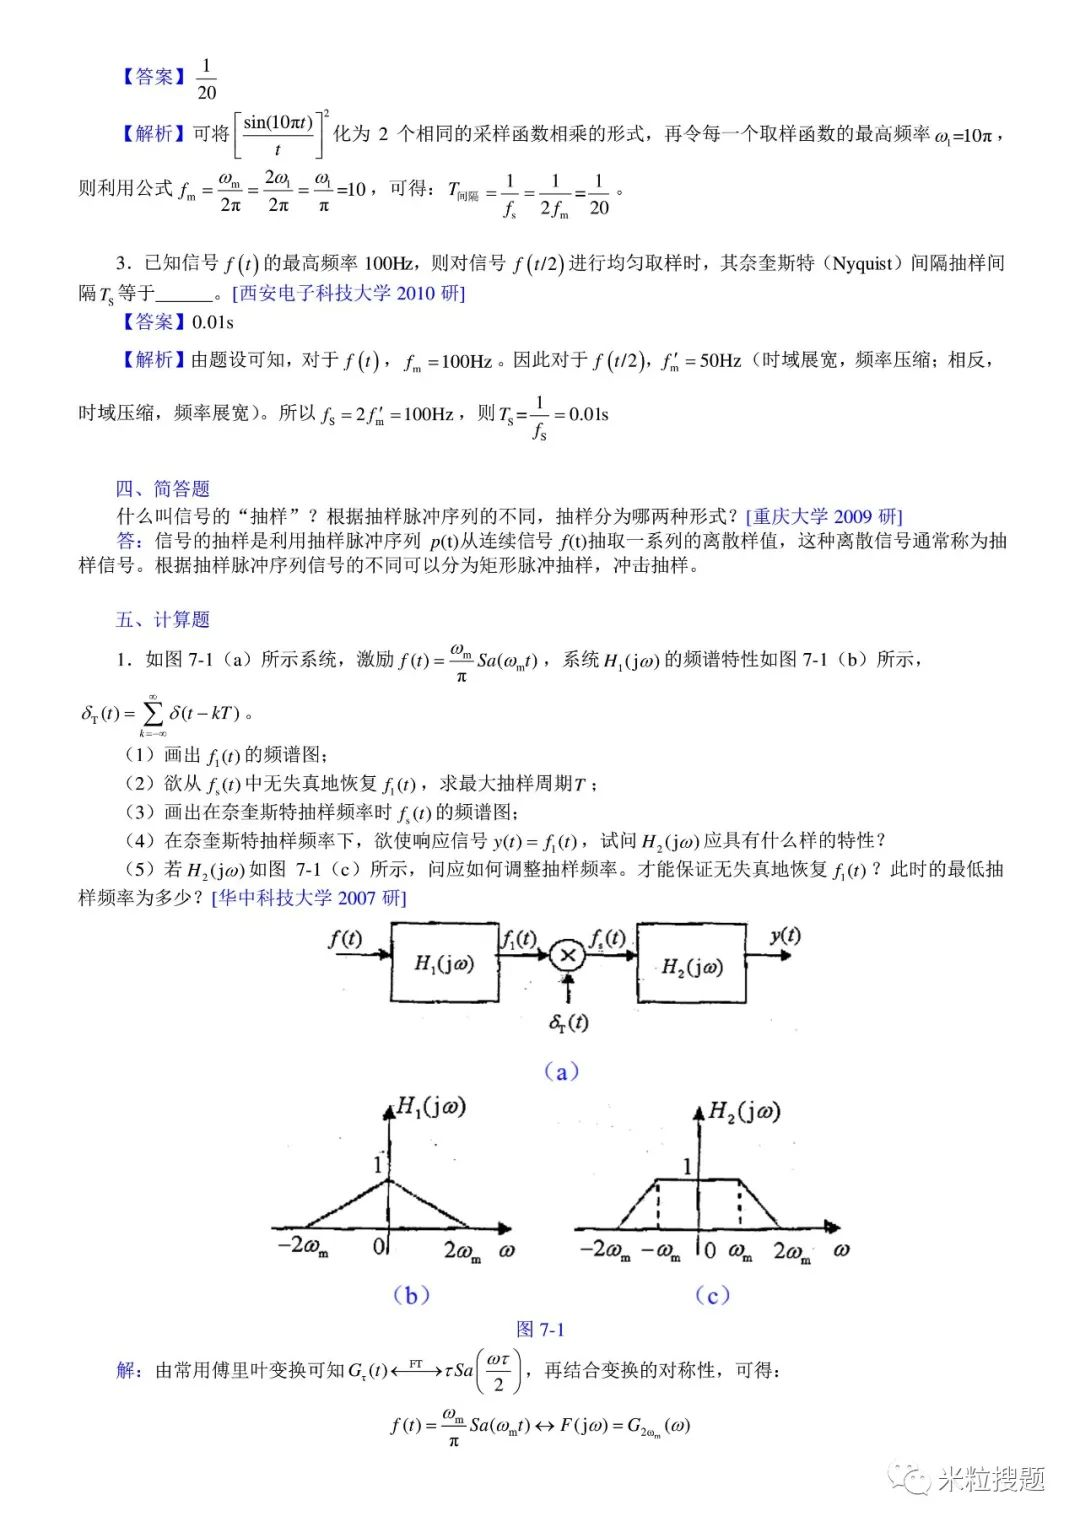 【答案】1/20
【解析】可将[sin(10πt)/t]²化为 2 个相同的采样函数相乘的形式，再令每一个取样函数的最高频率ω₁=10π，
则利用公式 fₘ = ωₘ/2π = 2ω₁/2π = ω₁/π =10，可得：T间隔 = 1/fₛ = 1/2fₘ = 1/20。
3．已知信号 f(t) 的最高频率 100Hz，则对信号 f(t/2) 进行均匀取样时，其奈奎斯特（Nyquist）间隔抽样间
隔 T_S 等于______。[西安电子科技大学 2010 研]
【答案】0.01s
【解析】由题设可知，对于 f(t)，fₘ =100Hz。因此对于 f(t/2)，fₘ′ = 50Hz（时域展宽，频率压缩；相反，
时域压缩，频率展宽）。所以 f_S = 2fₘ′ = 100Hz，则 T_S = 1/f_S = 0.01s
四、简答题
什么叫信号的“抽样”？根据抽样脉冲序列的不同，抽样分为哪两种形式？[重庆大学 2009 研]
答：信号的抽样是利用抽样脉冲序列 p(t)从连续信号 f(t)抽取一系列的离散样值，这种离散信号通常称为抽
样信号。根据抽样脉冲序列信号的不同可以分为矩形脉冲抽样，冲击抽样。
五、计算题
1．如图 7-1（a）所示系统，激励 f(t) = ωₘ/π Sa(ωₘt)，系统 H₁(jω) 的频谱特性如图 7-1（b）所示，
δ_T(t) = ∑_{k=-∞}^{∞} δ(t − kT)。
（1）画出 f₁(t) 的频谱图；
（2）欲从 fₛ(t) 中无失真地恢复 f₁(t)，求最大抽样周期T；
（3）画出在奈奎斯特抽样频率时 fₛ(t) 的频谱图；
（4）在奈奎斯特抽样频率下，欲使响应信号 y(t) = f₁(t)，试问 H₂(jω) 应具有什么样的特性？
（5）若 H₂(jω) 如图 7-1（c）所示，问应如何调整抽样频率。才能保证无失真地恢复 f₁(t)？此时的最低抽
样频率为多少？[华中科技大学 2007 研]
f(t) H₁(jω) f₁(t) × fₛ(t) H₂(jω) y(t)
δ_T(t)
（a）
H₁(jω) H₂(jω)
1 1
−2ωₘ 0 2ωₘ ω −2ωₘ −ωₘ 0 ωₘ 2ωₘ ω
（b） （c）
图 7-1
解：由常用傅里叶变换可知 G_τ(t) ←FT→ τSa(ωτ/2)，再结合变换的对称性，可得：
f(t) = ωₘ/π Sa(ωₘt) ↔ F(jω) = G_{2ωₘ}(ω)
米粒搜题